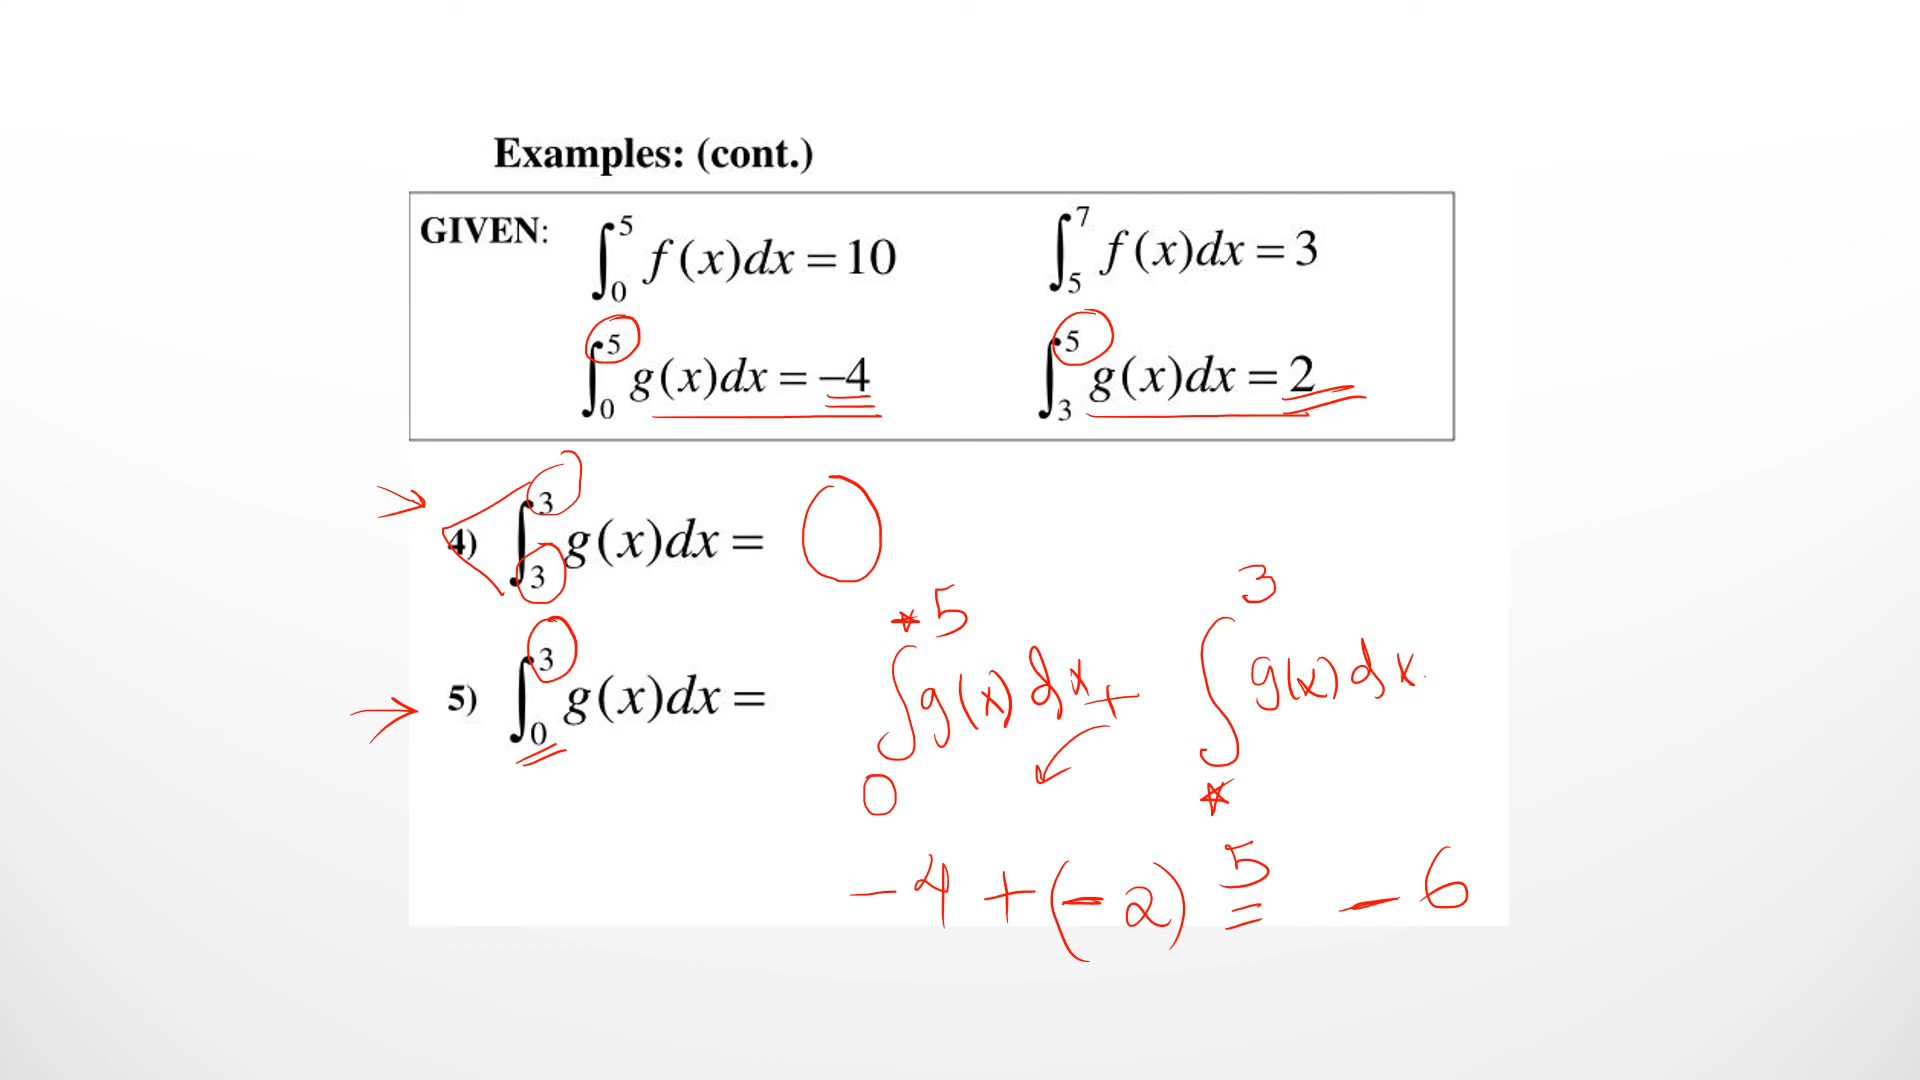 Examples: (cont.)
GIVEN: ∫₀⁵ f(x)dx = 10 ∫₅⁷ f(x)dx = 3
∫₀⁵ g(x)dx = −4 ∫₃⁵ g(x)dx = 2
4) ∫₃³ g(x)dx = 0
5) ∫₀³ g(x)dx = ∫₀⁵ g(x) dx + ∫₅³ g(x) dx.
−4 + (−2) = −6